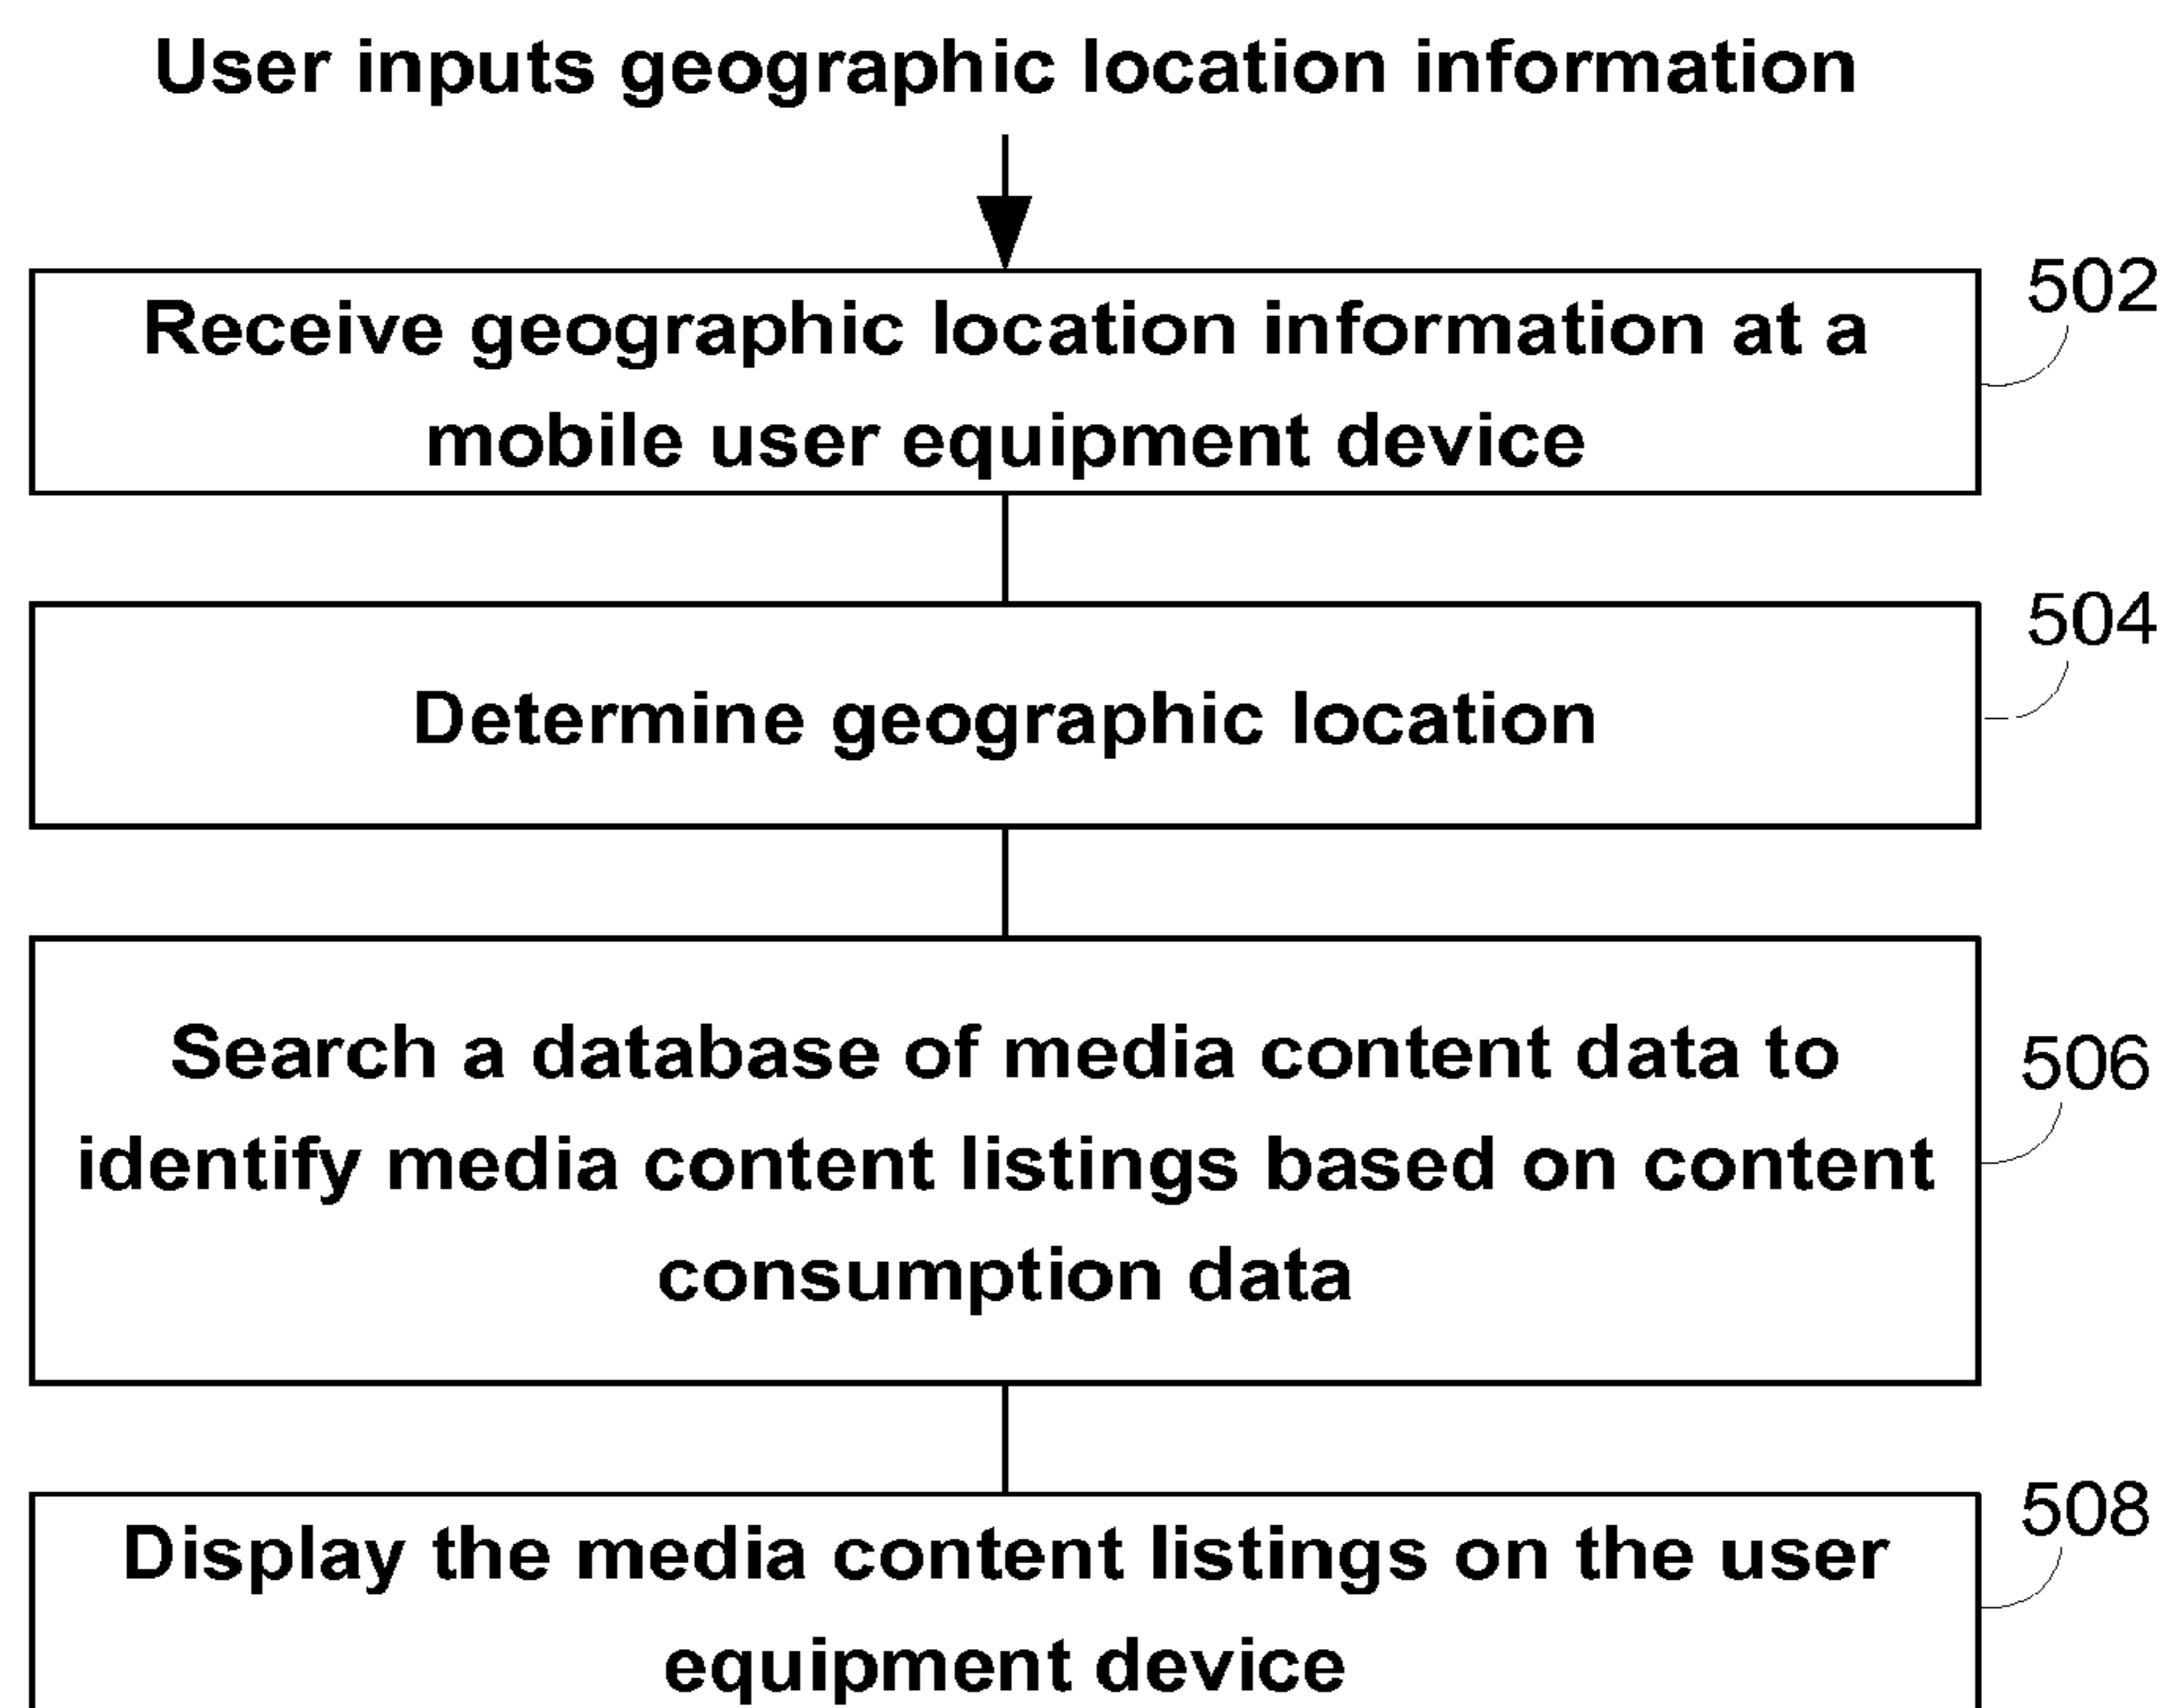 User inputs geographic location information
502
Receive geographic location information at a
mobile user equipment device
504
Determine geographic location
506
Search a database of media content data to
identify media content listings based on content
consumption data
508
Display the media content listings on the user
equipment device